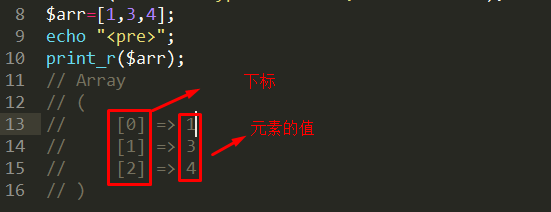 8 $arr=[1,3,4];
9 echo "<pre>";
10 print_r($arr);
11 // Array
下标
12 // (
13 //     [0] => 1
元素的值
14 //     [1] => 3
15 //     [2] => 4
16 // )